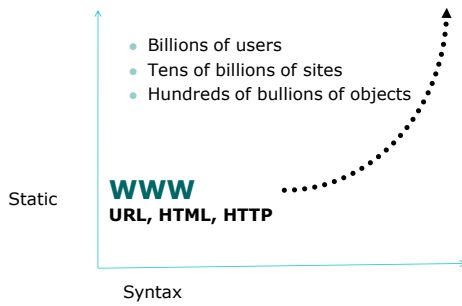 Billions of users
Tens of billions of sites
Hundreds of bullions of objects
WWW
URL, HTML, HTTP
Static
Syntax